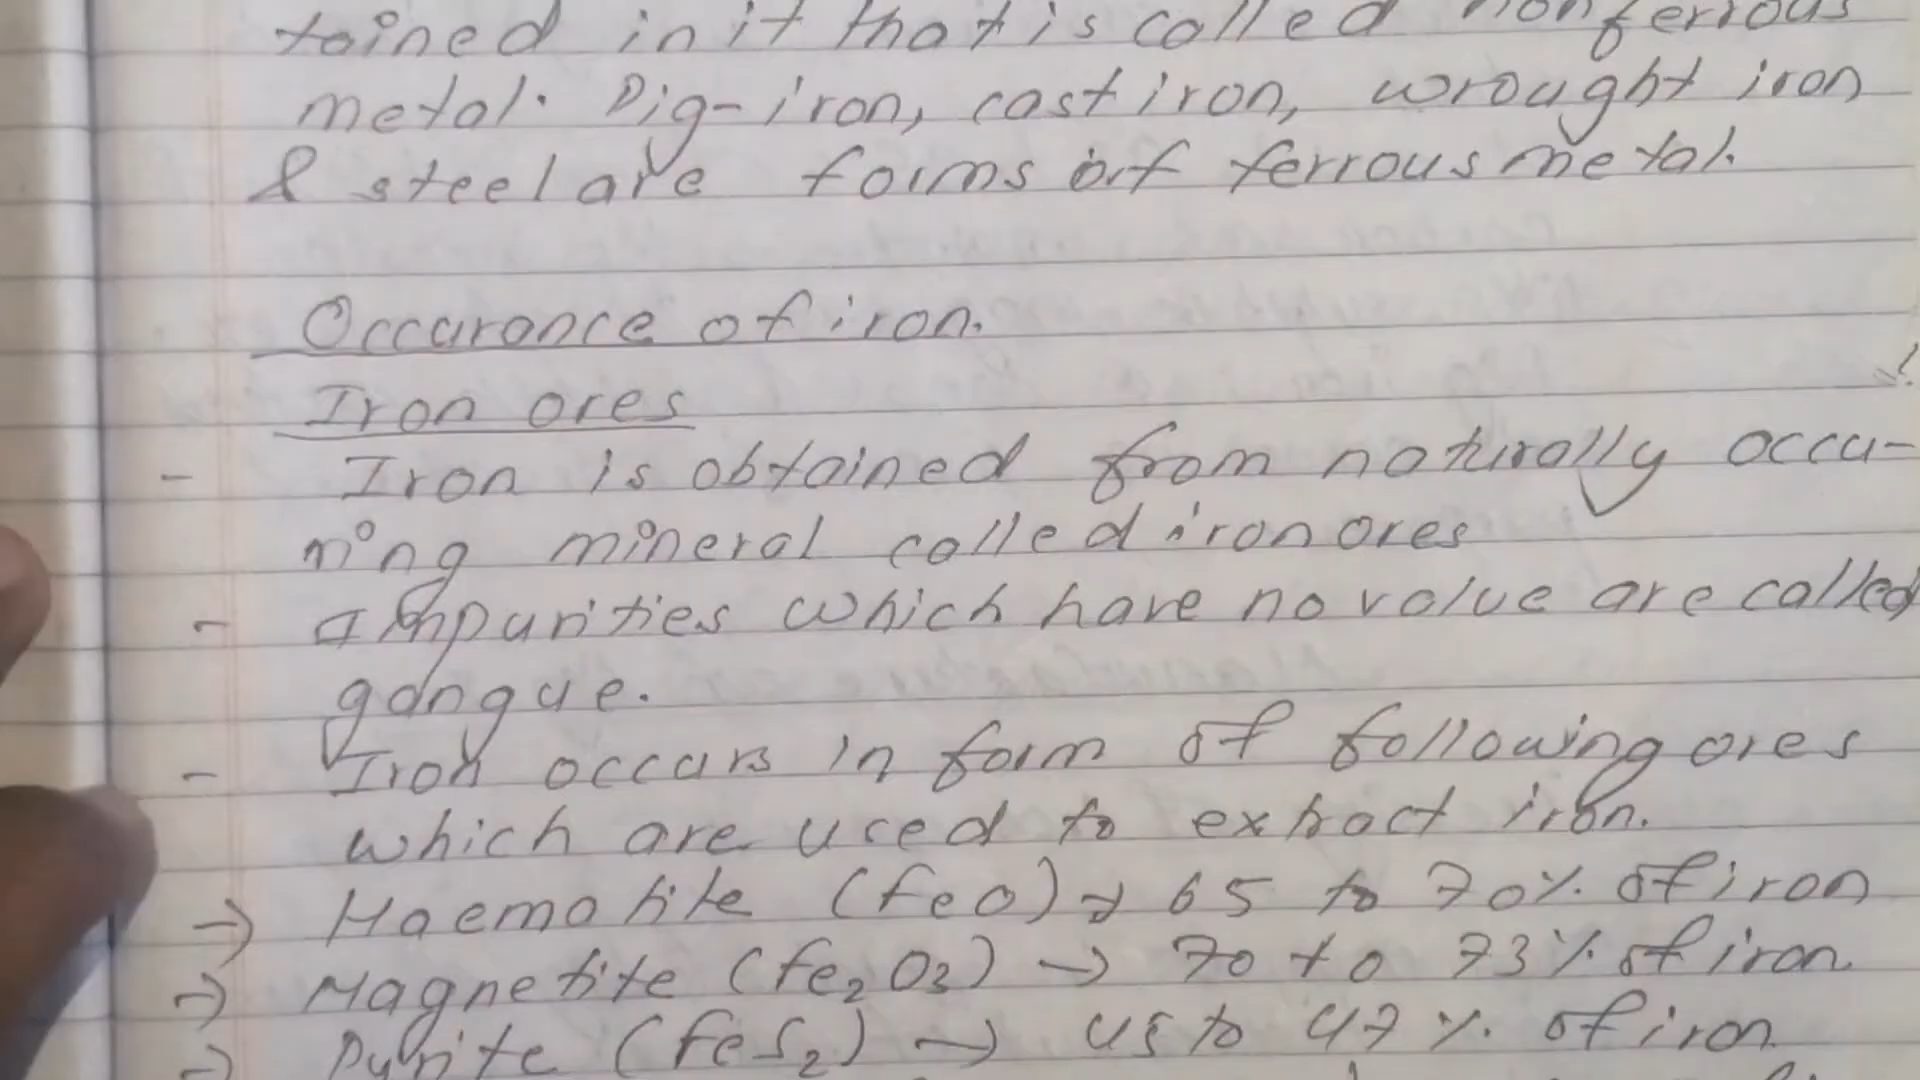 tained in it that is called nonferrous
metal. Pig-iron, cast iron, wrought iron
& steel are forms of ferrous metal.
Occurance of iron.
Iron ores
- Iron is obtained from naturally occu-
rring mineral called iron ores
- Impurities which have no value are called
gangue.
- Iron occurs in form of following ores
which are used to extract iron.
→ Haematite (FeO) → 65 to 70% of iron
→ Magnetite (Fe2O3) → 70 to 73% of iron
→ Pyrite (FeS2) → 45 to 47% of iron